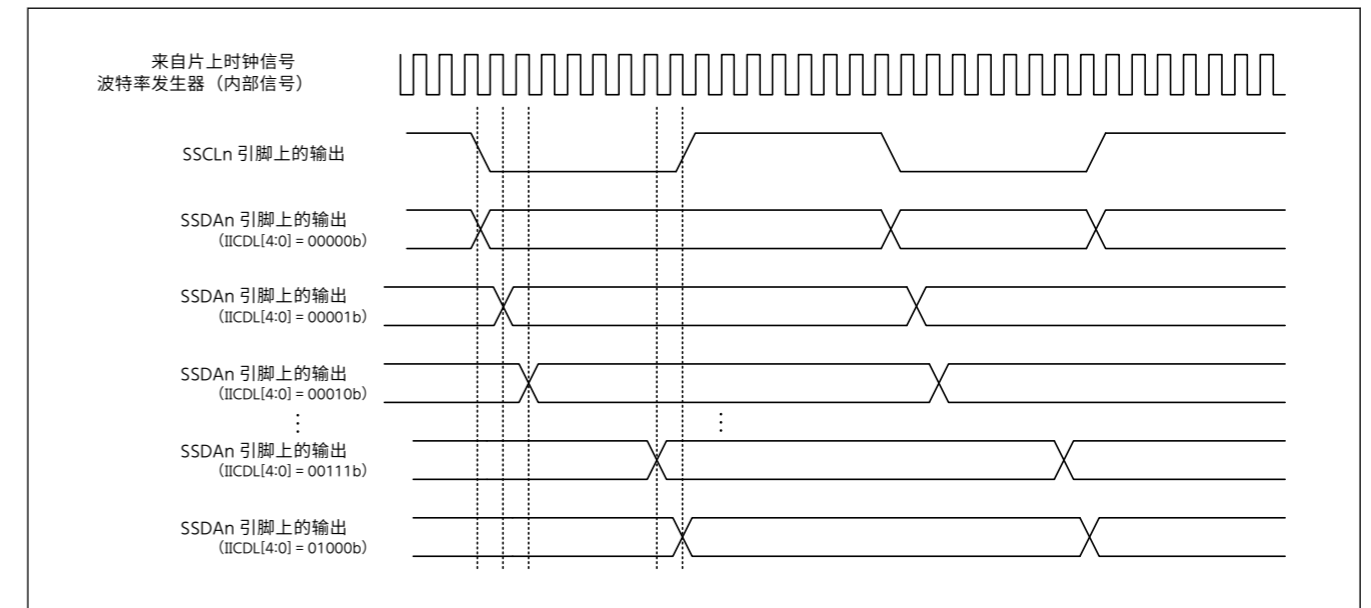 来自片上时钟信号
波特率发生器（内部信号）
SSCLn 引脚上的输出
SSDAn 引脚上的输出
（IICDL[4:0] = 00000b）
SSDAn 引脚上的输出
（IICDL[4:0] = 00001b）
SSDAn 引脚上的输出
（IICDL[4:0] = 00010b）
SSDAn 引脚上的输出
（IICDL[4:0] = 00111b）
SSDAn 引脚上的输出
（IICDL[4:0] = 01000b）